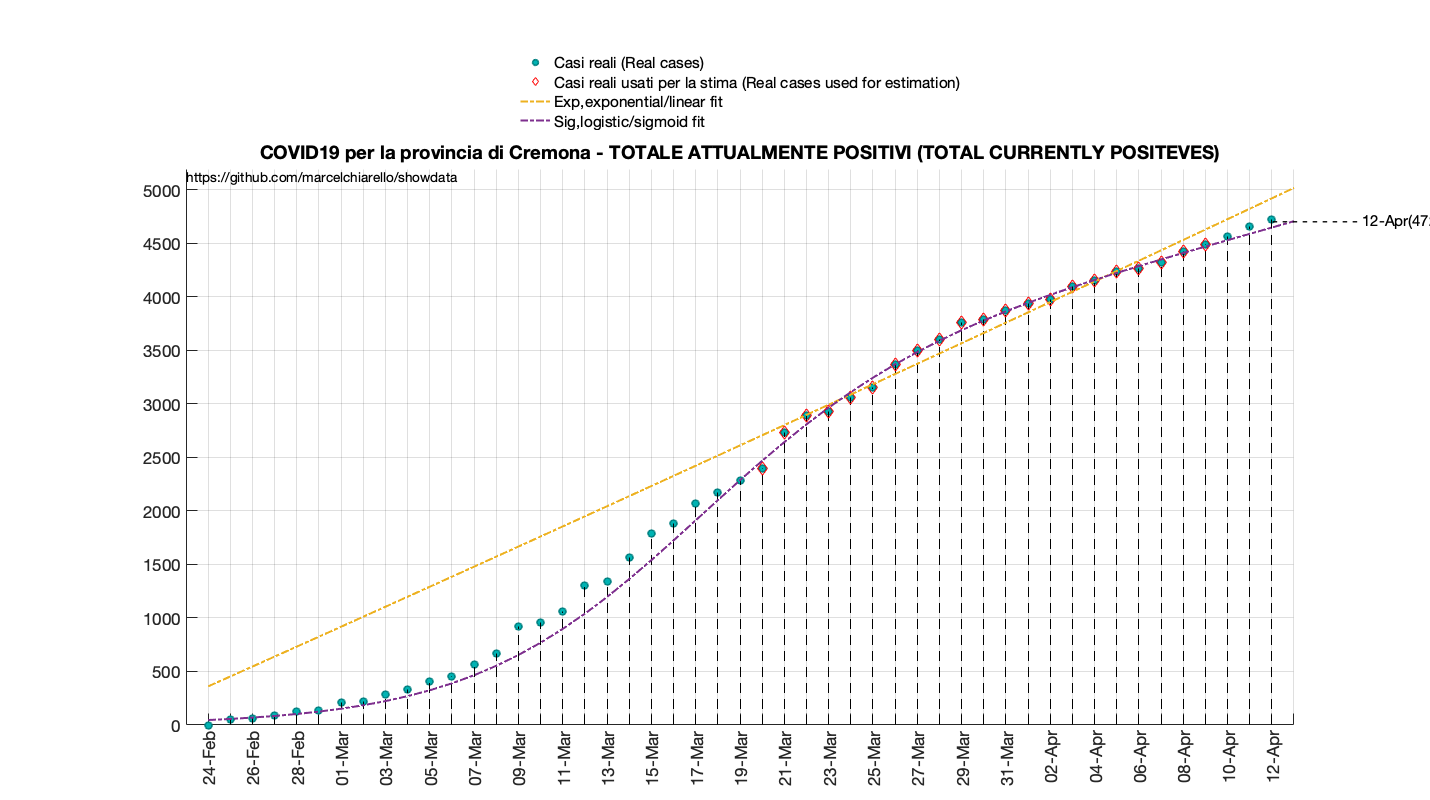 Casi reali (Real cases)
Casi reali usati per la stima (Real cases used for estimation)
Exp,exponential/linear fit
Sig,logistic/sigmoid fit
COVID19 per la provincia di Cremona - TOTALE ATTUALMENTE POSITIVI (TOTAL CURRENTLY POSITEVES)
https://github.com/marcelchiarello/showdata
5000
4500
4000
3500
3000
2500
2000
1500
1000
500
0
12-Apr(47
24-Feb
26-Feb
28-Feb
01-Mar
03-Mar
05-Mar
07-Mar
09-Mar
11-Mar
13-Mar
15-Mar
17-Mar
19-Mar
21-Mar
23-Mar
25-Mar
27-Mar
29-Mar
31-Mar
02-Apr
04-Apr
06-Apr
08-Apr
10-Apr
12-Apr